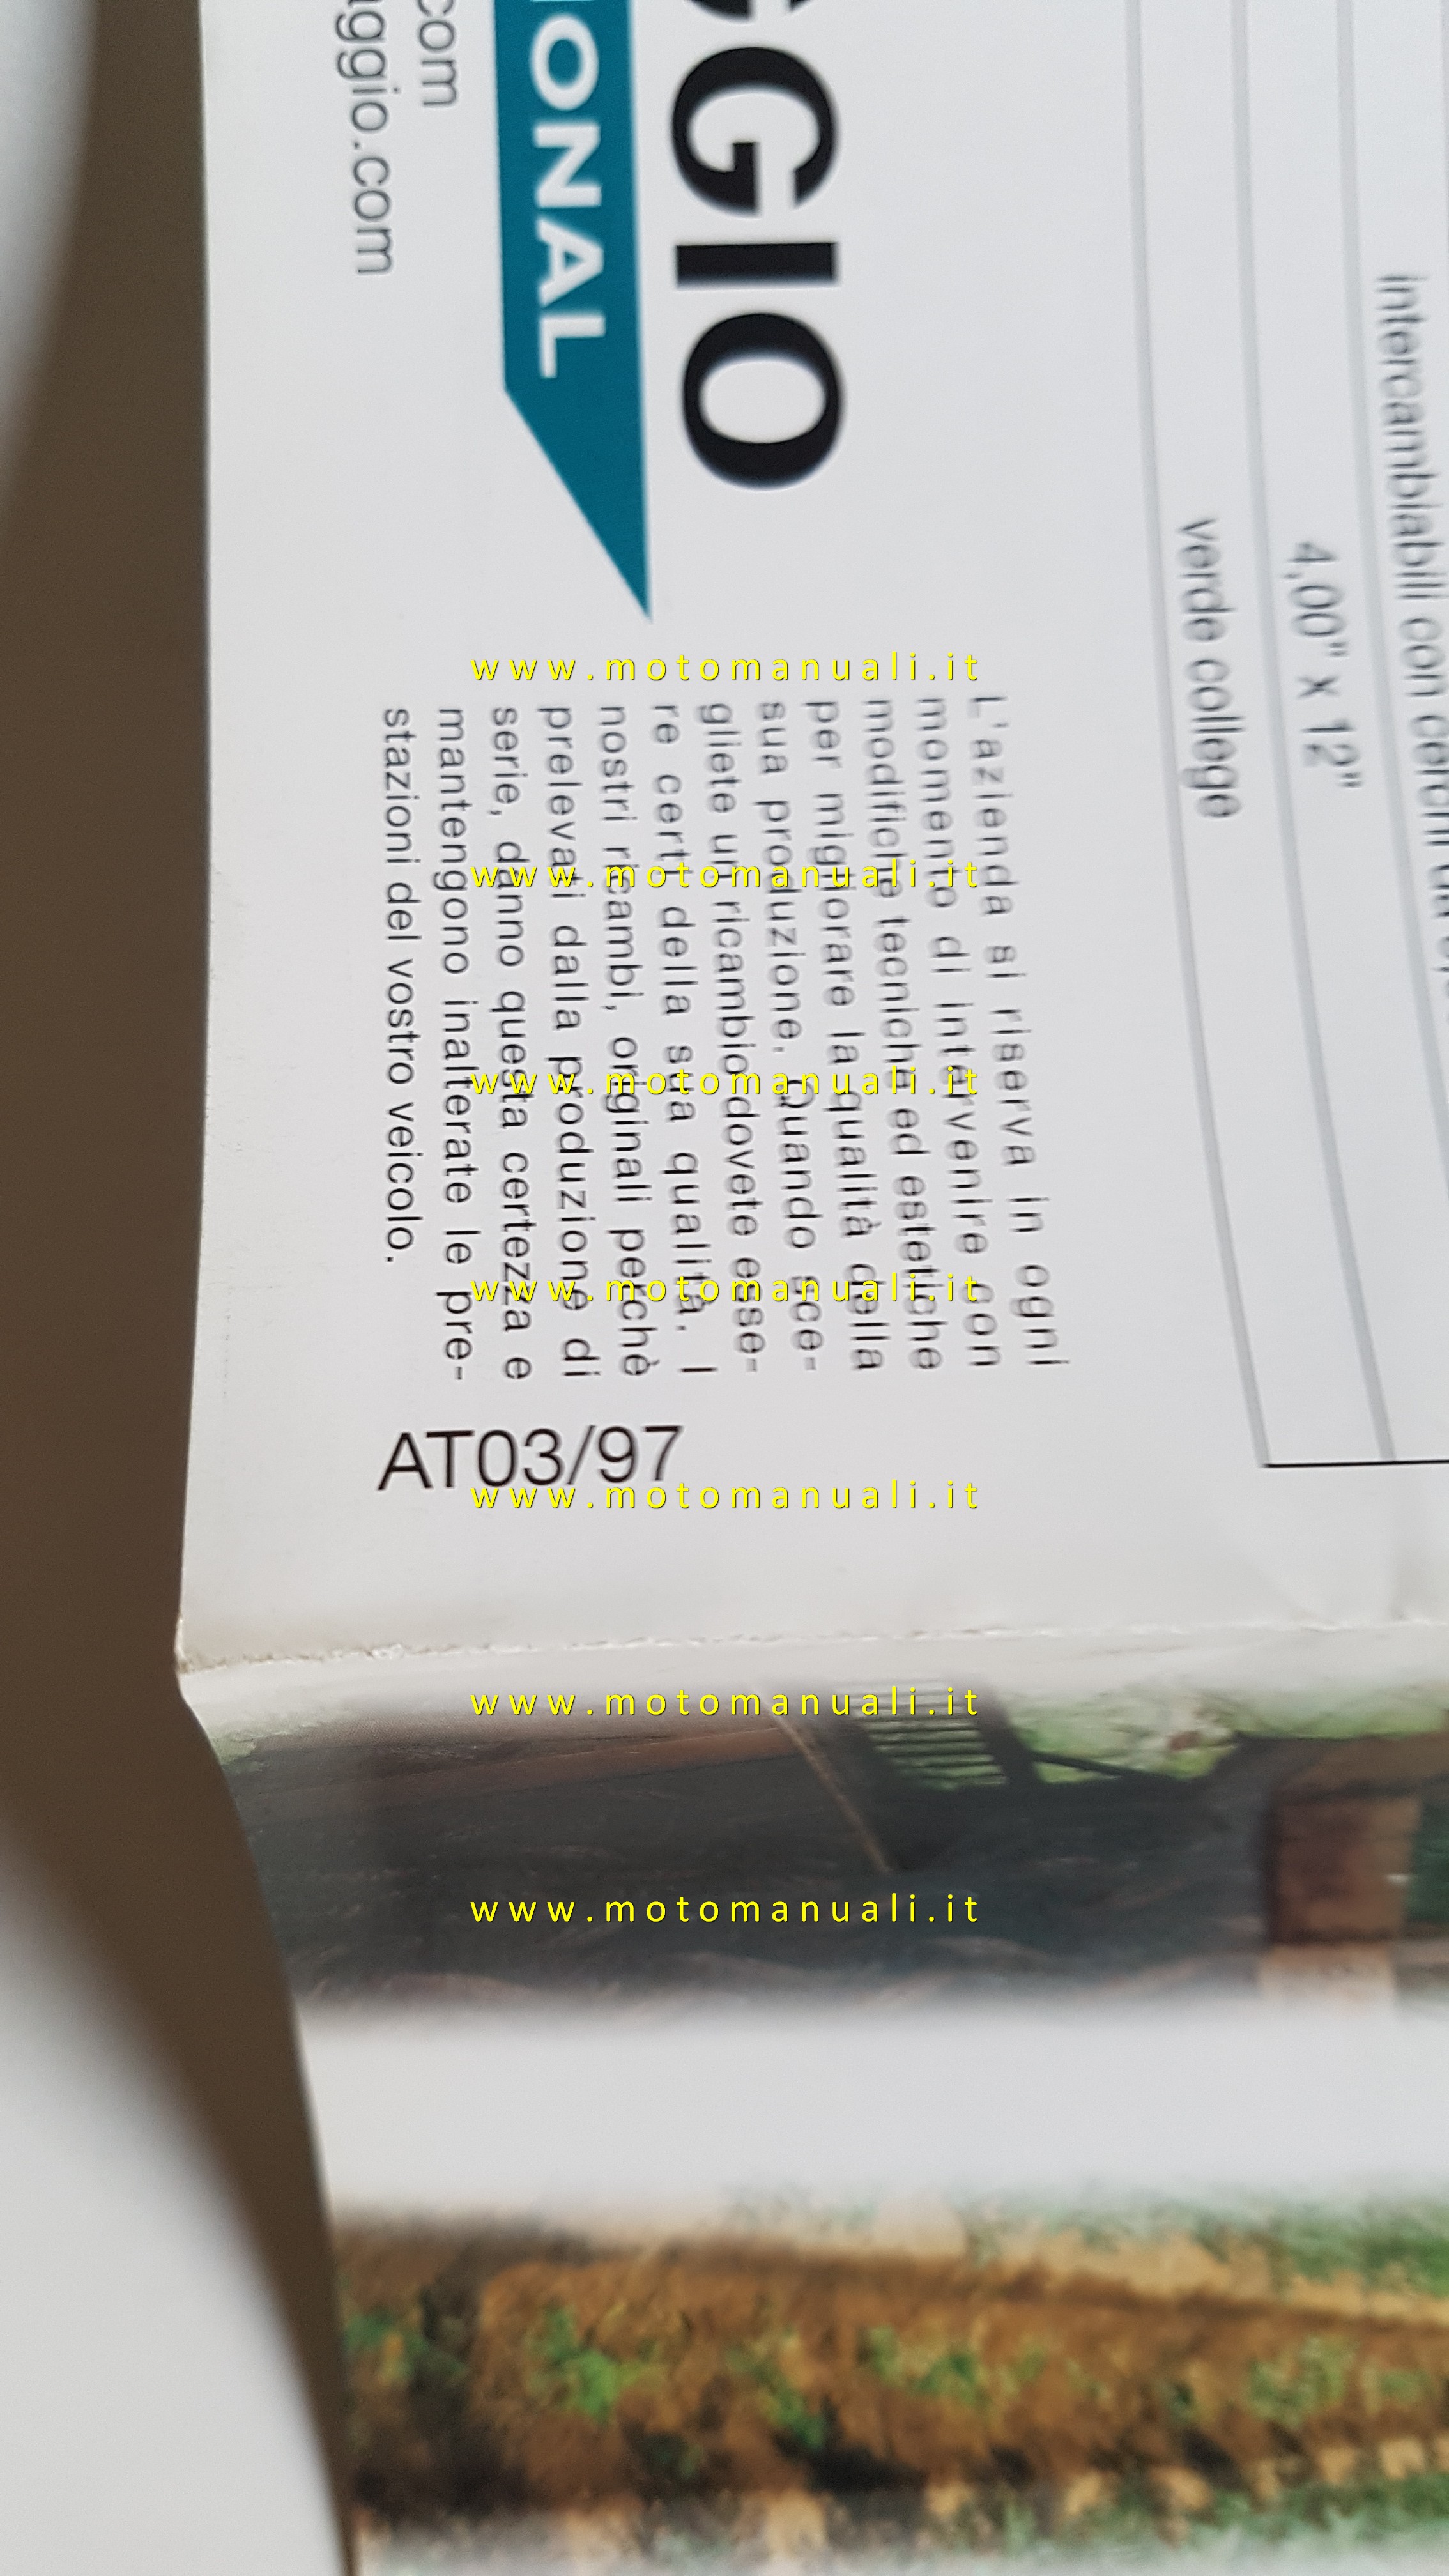 intercambiabili con cerchi da
4,00" x 12"
verde college
GGIO
ONAL
com
ggio.com
L'azienda si riserva in ogni
momento di intervenire con
modifiche tecniche ed estetiche
per migliorare la qualità della
sua produzione. Quando sce-
gliete un ricambio dovete esse-
re certi della sua qualità. I
nostri ricambi, originali perchè
prelevati dalla produzione di
serie, danno questa certezza e
mantengono inalterate le pre-
stazioni del vostro veicolo.
AT03/97
www.motomanuali.it
www.motomanuali.it
www.motomanuali.it
www.motomanuali.it
www.motomanuali.it
www.motomanuali.it
www.motomanuali.it